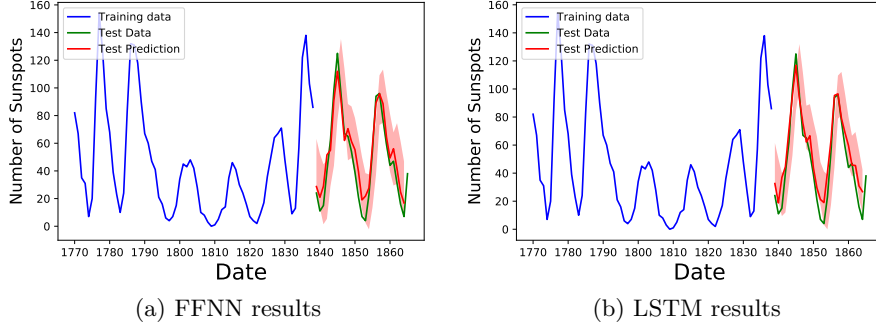 160
140
120
100
80
60
40
20
0
Number of Sunspots
Training data
Test Data
Test Prediction
1770 1780 1790 1800 1810 1820 1830 1840 1850 1860
Date
(a) FFNN results
160
140
120
100
80
60
40
20
0
Number of Sunspots
Training data
Test Data
Test Prediction
1770 1780 1790 1800 1810 1820 1830 1840 1850 1860
Date
(b) LSTM results